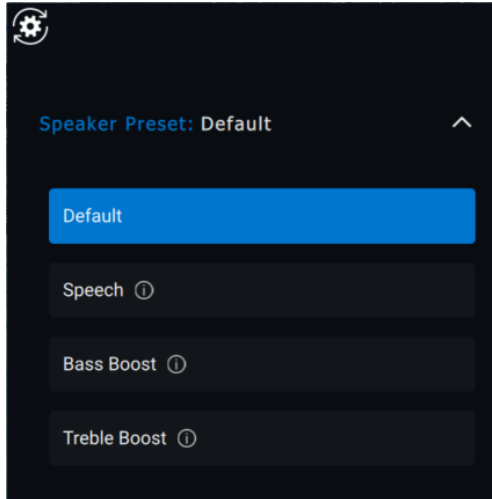 Speaker Preset: Default
Default
Speech
Bass Boost
Treble Boost